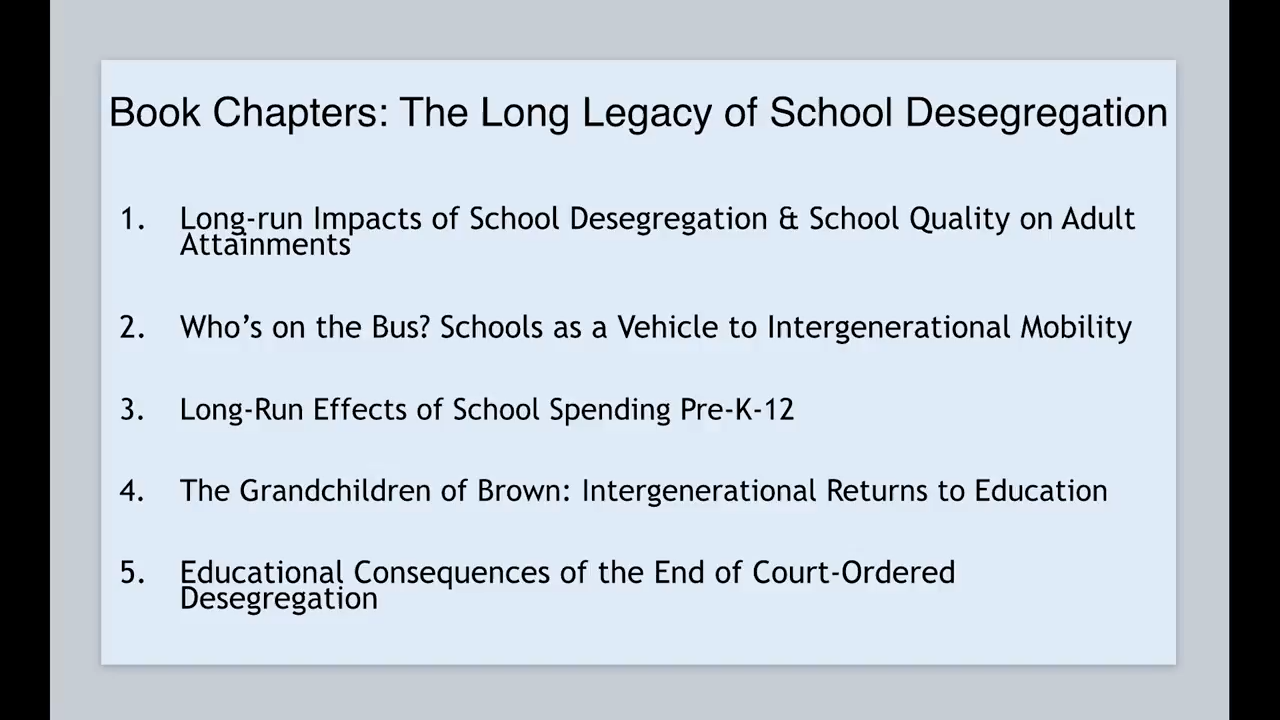 Book Chapters: The Long Legacy of School Desegregation
1. Long-run Impacts of School Desegregation & School Quality on Adult
Attainments
2. Who’s on the Bus? Schools as a Vehicle to Intergenerational Mobility
3. Long-Run Effects of School Spending Pre-K-12
4. The Grandchildren of Brown: Intergenerational Returns to Education
5. Educational Consequences of the End of Court-Ordered
Desegregation